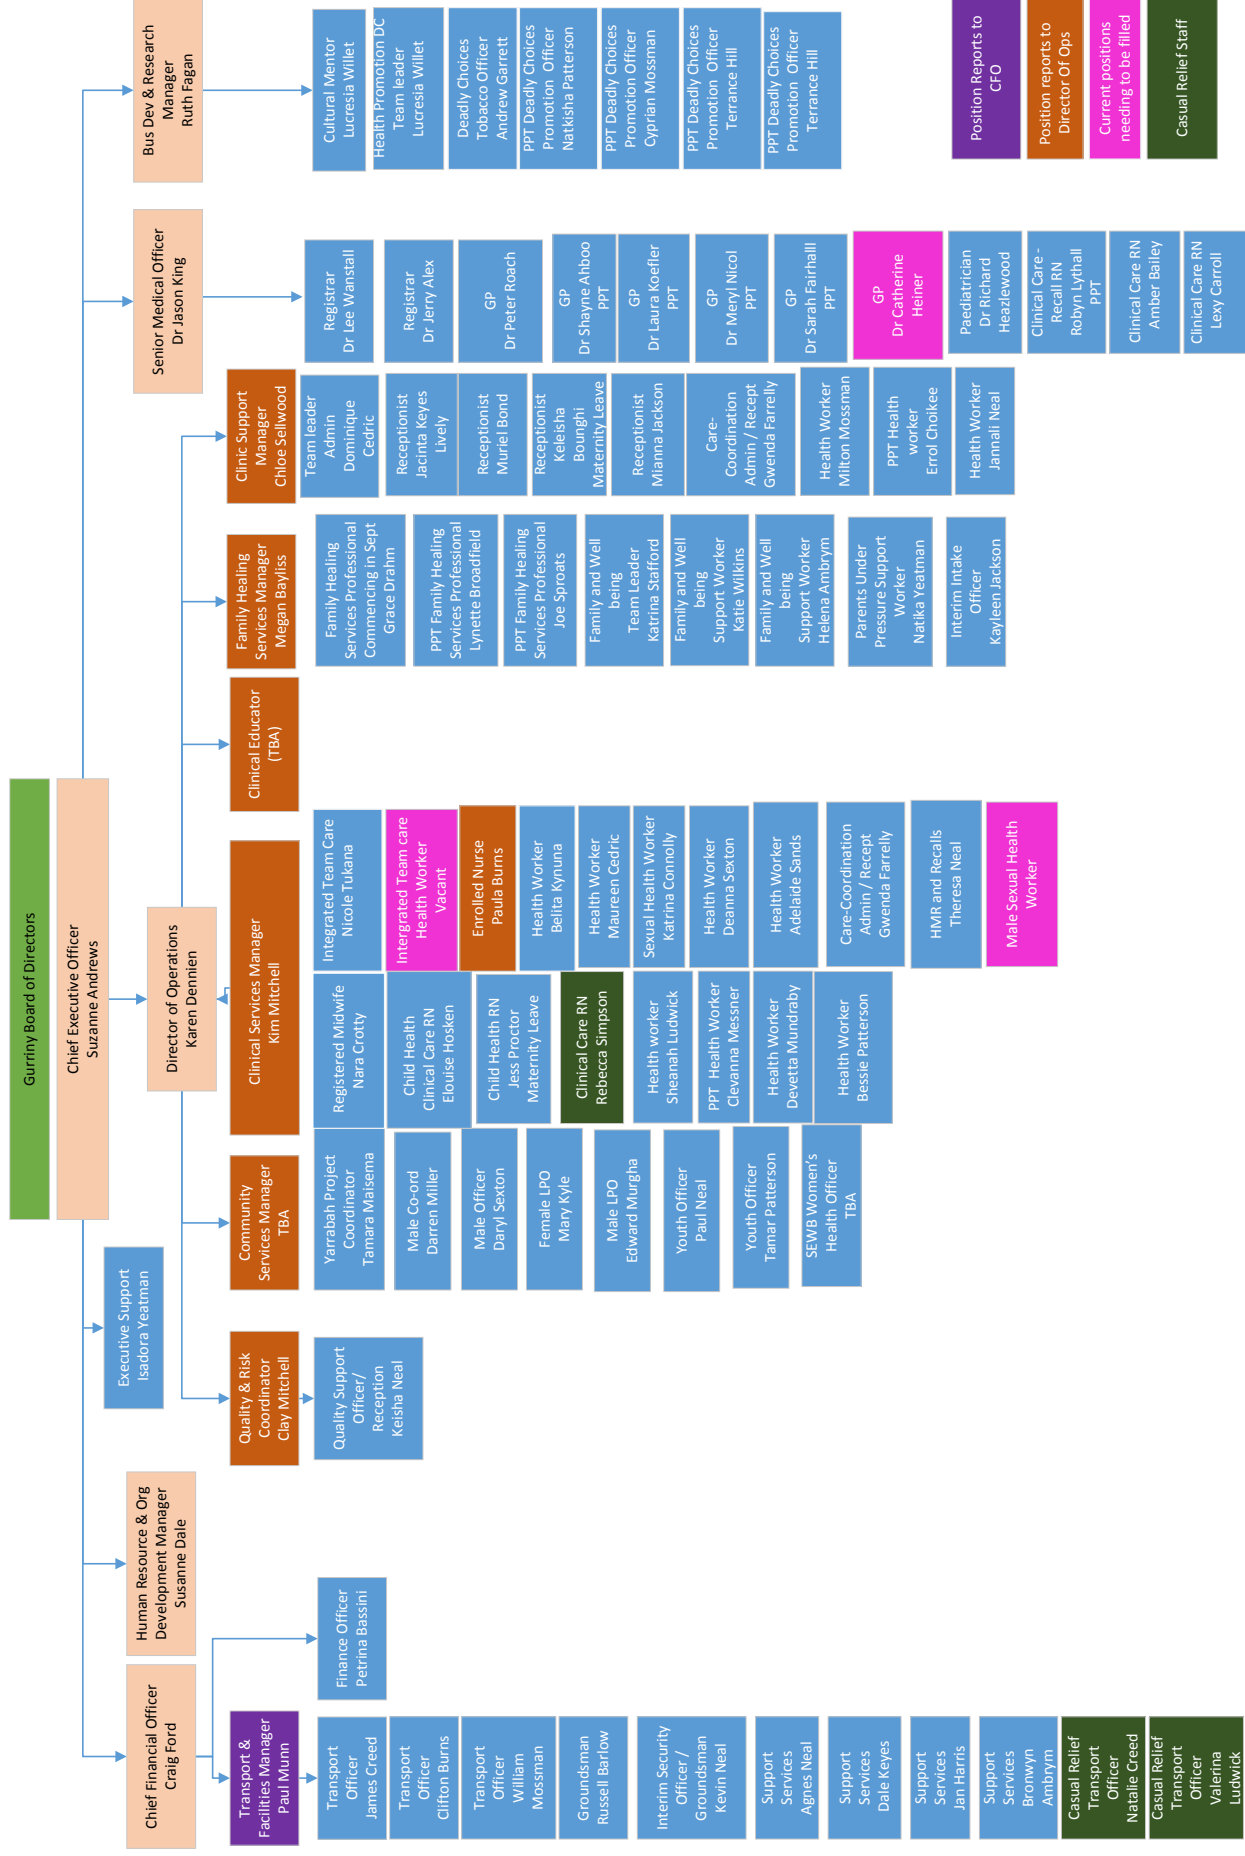 Gurriny Board of Directors
Chief Executive Officer
Suzanne Andrews
Executive Support
Isadora Yeatman
Chief Financial Officer
Craig Ford
Human Resource & Org
Development Manager
Susanne Dale
Director of Operations
Karen Dennien
Senior Medical Officer
Dr Jason King
Bus Dev & Research
Manager
Ruth Fagan
Transport &
Facilities Manager
Paul Munn
Quality & Risk
Coordinator
Clay Mitchell
Community
Services Manager
TBA
Clinical Services Manager
Kim Mitchell
Clinical Educator
(TBA)
Family Healing
Services Manager
Megan Bayliss
Clinic Support
Manager
Chloe Sellwood
Transport
Officer
James Creed
Transport
Officer
Clifton Burns
Transport
Officer
William
Mossman
Groundsman
Russell Barlow
Interim Security
Officer /
Groundsman
Kevin Neal
Support
Services
Agnes Neal
Support
Services
Dale Keyes
Support
Services
Jan Harris
Support
Services
Bronwyn
Ambrym
Casual Relief
Transport
Officer
Natalie Creed
Casual Relief
Transport
Officer
Valerina
Ludwick
Finance Officer
Petrina Bassini
Quality Support
Officer/
Reception
Keisha Neal
Yarrabah Project
Coordinator
Tamara Maisema
Male Co-ord
Darren Miller
Male Officer
Daryl Sexton
Female LPO
Mary Kyle
Male LPO
Edward Murgha
Youth Officer
Paul Neal
Youth Officer
Tamar Patterson
SEWB Women's
Health Officer
TBA
Registered Midwife
Nara Crotty
Child Health
Clinical Care RN
Elouise Hosken
Child Health RN
Jess Proctor
Maternity Leave
Clinical Care RN
Rebecca Simpson
Health worker
Sheanah Ludwick
PPT Health Worker
Clevanna Messner
Health Worker
Devetta Mundraby
Health Worker
Bessie Patterson
Integrated Team Care
Nicole Tukana
Intergrated Team care
Health Worker
Vacant
Enrolled Nurse
Paula Burns
Health Worker
Belita Kynuna
Health Worker
Maureen Cedric
Sexual Health Worker
Katrina Connolly
Health Worker
Deanna Sexton
Health Worker
Adelaide Sands
Care-Coordination
Admin / Recept
Gwenda Farrelly
HMR and Recalls
Theresa Neal
Male Sexual Health
Worker
Family Healing
Services Professional
Commencing in Sept
Grace Drahm
PPT Family Healing
Services Professional
Lynette Broadfield
PPT Family Healing
Services Professional
Joe Sproats
Family and Well
being
Team Leader
Katrina Stafford
Family and Well
being
Support Worker
Katie Wilkins
Family and Well
being
Support Worker
Helena Ambrym
Parents Under
Pressure Support
Worker
Natika Yeatman
Interim Intake
Officer
Kayleen Jackson
Team leader
Admin
Dominique
Cedric
Receptionist
Jacinta Keyes
Lively
Receptionist
Muriel Bond
Receptionist
Keleisha
Bounghi
Maternity Leave
Receptionist
Mianna Jackson
Care-
Coordination
Admin / Recept
Gwenda Farrelly
Health Worker
Milton Mossman
PPT Health
worker
Errol Choikee
Health Worker
Jannali Neal
Registrar
Dr Lee Wanstall
Registrar
Dr Jerry Alex
GP
Dr Peter Roach
GP
Dr Shayne Ahboo
PPT
GP
Dr Laura Koefler
PPT
GP
Dr Meryl Nicol
PPT
GP
Dr Sarah Fairhalll
PPT
GP
Dr Catherine
Heiner
Paediatrician
Dr Richard
Heazlewood
Clinical Care -
Recall RN
Robyn Lythall
PPT
Clinical Care RN
Amber Bailey
Clinical Care RN
Lexy Carroll
Cultural Mentor
Lucresia Willet
Health Promotion DC
Team leader
Lucresia Willet
Deadly Choices
Tobacco Officer
Andrew Garrett
PPT Deadly Choices
Promotion Officer
Natkisha Patterson
PPT Deadly Choices
Promotion Officer
Cyprian Mossman
PPT Deadly Choices
Promotion Officer
Terrance Hill
PPT Deadly Choices
Promotion Officer
Terrance Hill
Position Reports to
CFO
Position reports to
Director Of Ops
Current positions
needing to be filled
Casual Relief Staff